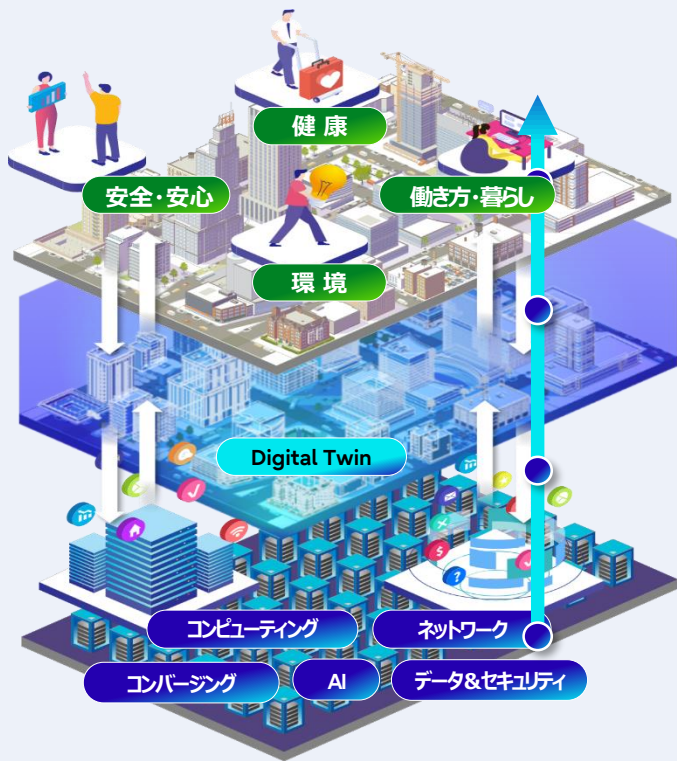 健康
安全・安心
働き方・暮らし
環境
Digital Twin
コンピューティング
ネットワーク
コンバージング
AI
データ&セキュリティ